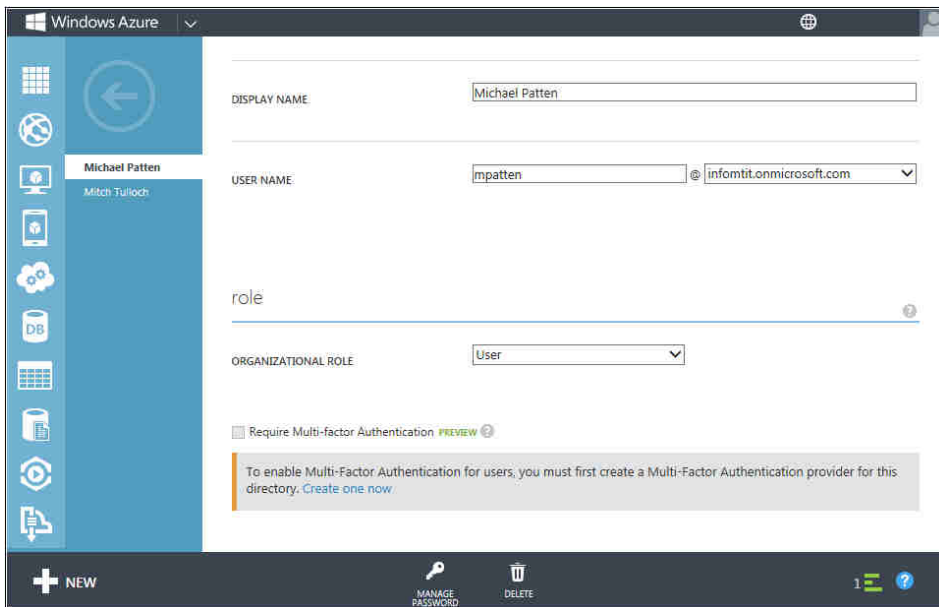 Windows Azure
Michael Patten
Mitch Tulloch
DISPLAY NAME
Michael Patten
USER NAME
mpatten @ infomtit.onmicrosoft.com
role
?
ORGANIZATIONAL ROLE
User
Require Multi-factor Authentication PREVIEW ?
To enable Multi-Factor Authentication for users, you must first create a Multi-Factor Authentication provider for this
directory. Create one now
DB
NEW
MANAGE
PASSWORD
DELETE
1
?